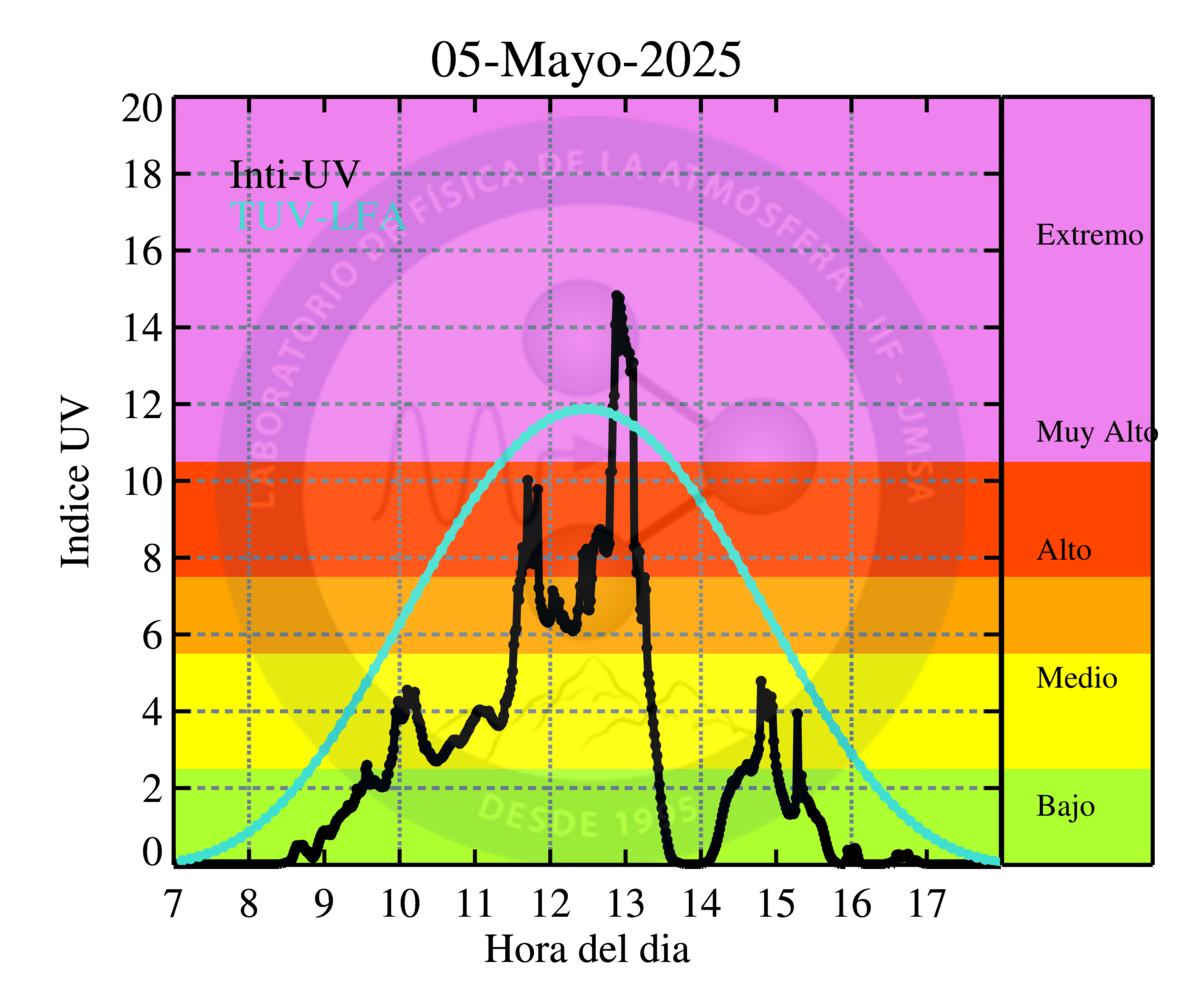 05-Mayo-2025
Inti-UV
TUV-LFA
LABORATORIO DE FÍSICA DE LA ATMÓSFERA - IIF - UMSA
DESDE 1995
Indice UV
20
18
16
14
12
10
8
6
4
2
0
Extremo
Muy Alto
Alto
Medio
Bajo
7 8 9 10 11 12 13 14 15 16 17
Hora del dia